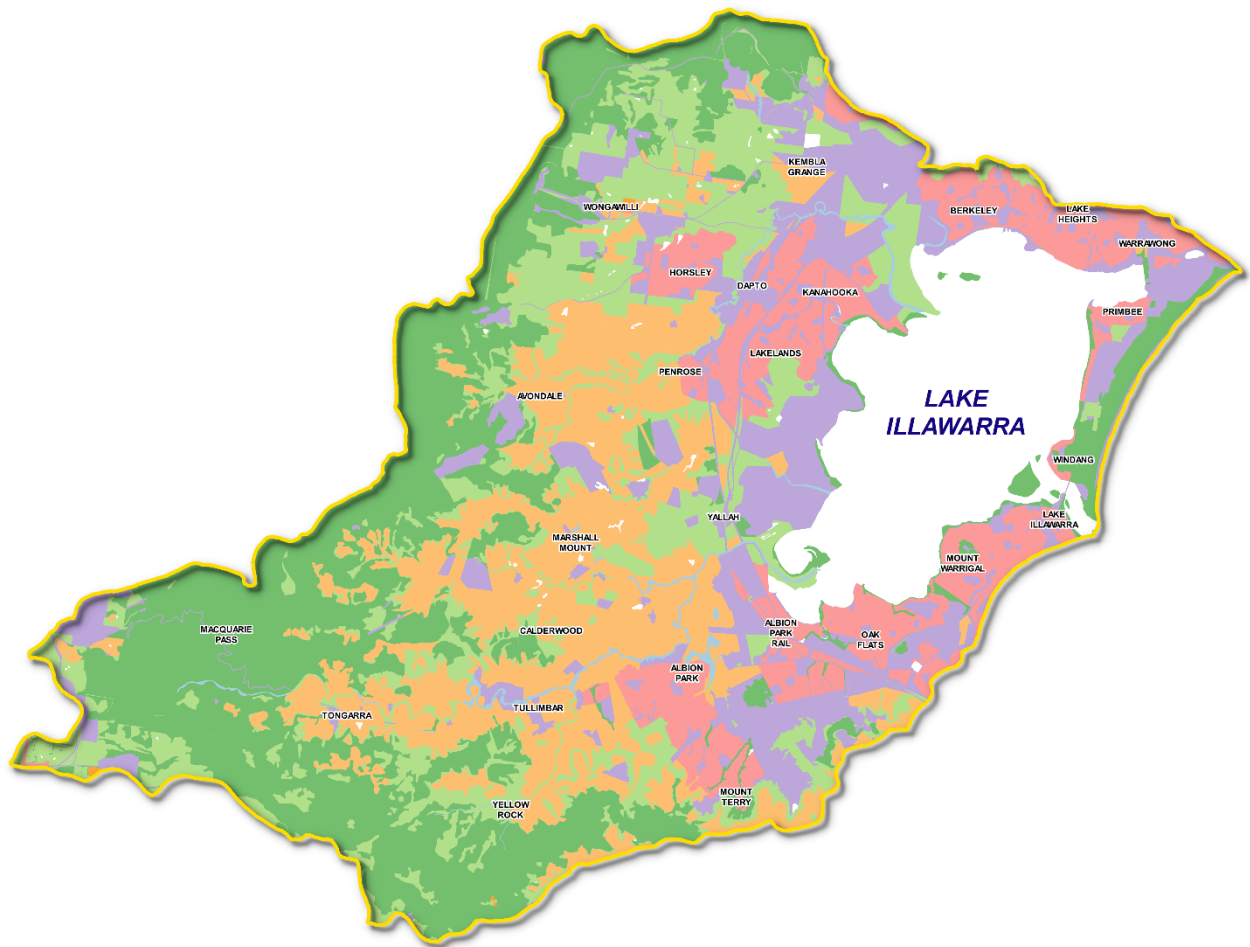 KEMBLA
GRANGE
WONGAWILLI
BERKELEY
LAKE
HEIGHTS
WARRAWONG
HORSLEY
DAPTO
KANAHOOKA
PRIMBEE
LAKELANDS
PENROSE
AVONDALE
LAKE
ILLAWARRA
WINDANG
YALLAH
LAKE
ILLAWARRA
MARSHALL
MOUNT
MOUNT
WARRIGAL
MACQUARIE
PASS
CALDERWOOD
ALBION
PARK
RAIL
OAK
FLATS
ALBION
PARK
TONGARRA
TULLIMBAR
YELLOW
ROCK
MOUNT
TERRY